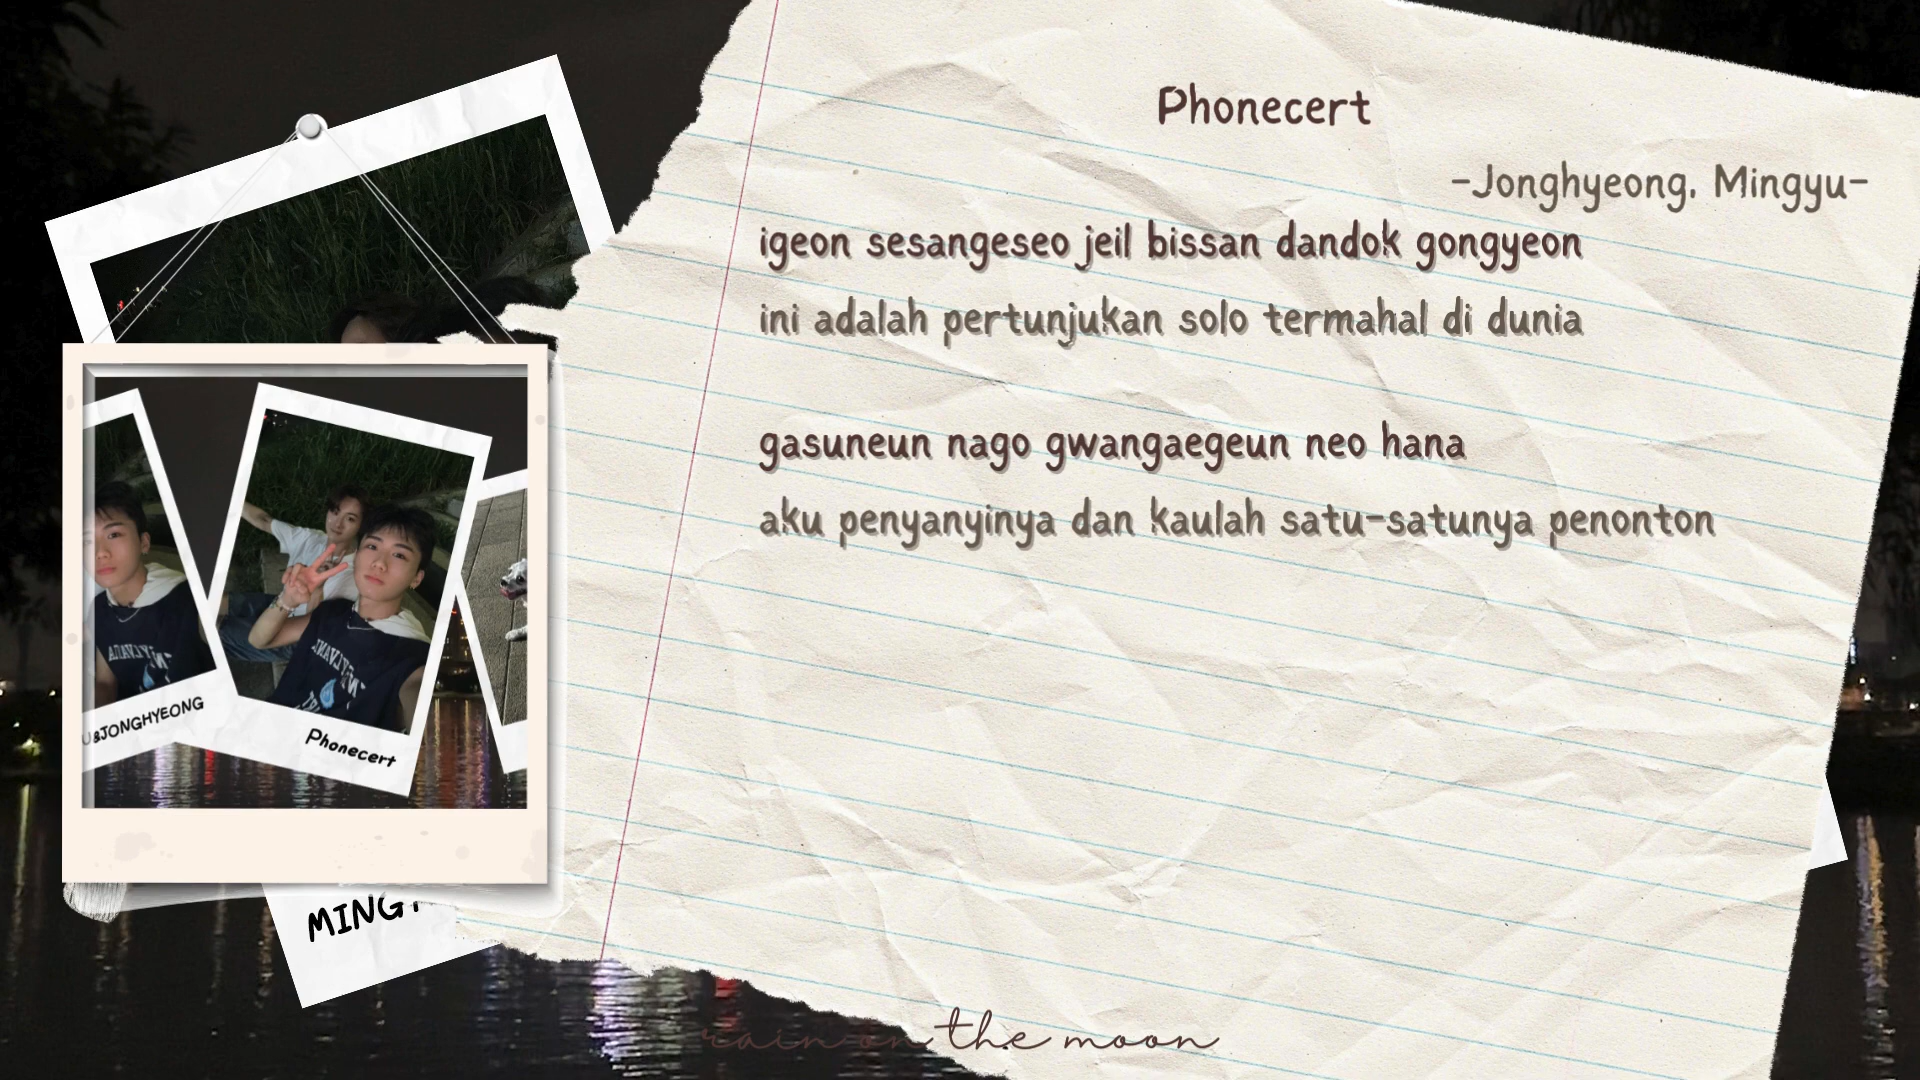 Phonecert
-Jonghyeong, Mingyu-
igeon sesangeseo jeil bissan dandok gongyeon
ini adalah pertunjukan solo termahal di dunia
gasuneun nago gwangaegeun neo hana
aku penyanyinya dan kaulah satu-satunya penonton
&JONGHYEONG
Phonecert
MINGY
rain on the moon